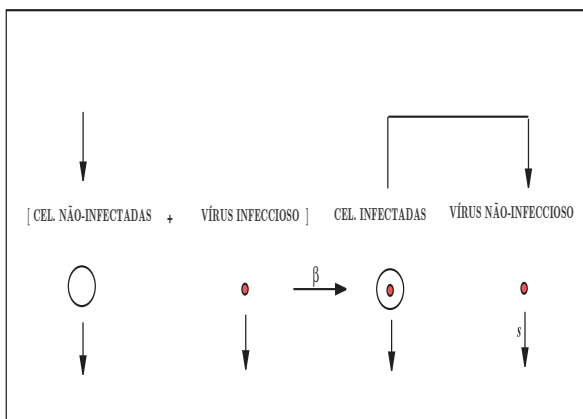 [ CEL. NÃO-INFECTADAS + VÍRUS INFECCIOSO ] CEL. INFECTADAS VÍRUS NÃO-INFECCIOSO
β
s